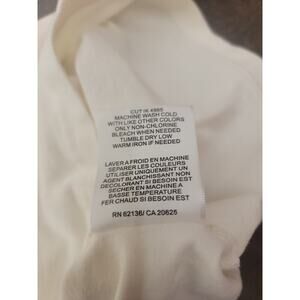 CUT IK 4985
MACHINE WASH COLD
WITH LIKE OTHER COLORS
ONLY NON-CHLORINE
BLEACH WHEN NEEDED
TUMBLE DRY LOW
WARM IRON IF NEEDED
LAVER A FROID EN MACHINE
SEPARER LES COULEURS
UTILISER UNIQUEMENT UN
AGENT BLANCHISSANT NON
DECOLORANT SI BESOIN EST
SECHER EN MACHINE A
BASSE TEMPERATURE
FER CHAUD SI BESOIN EST
RN 62136/ CA 20625